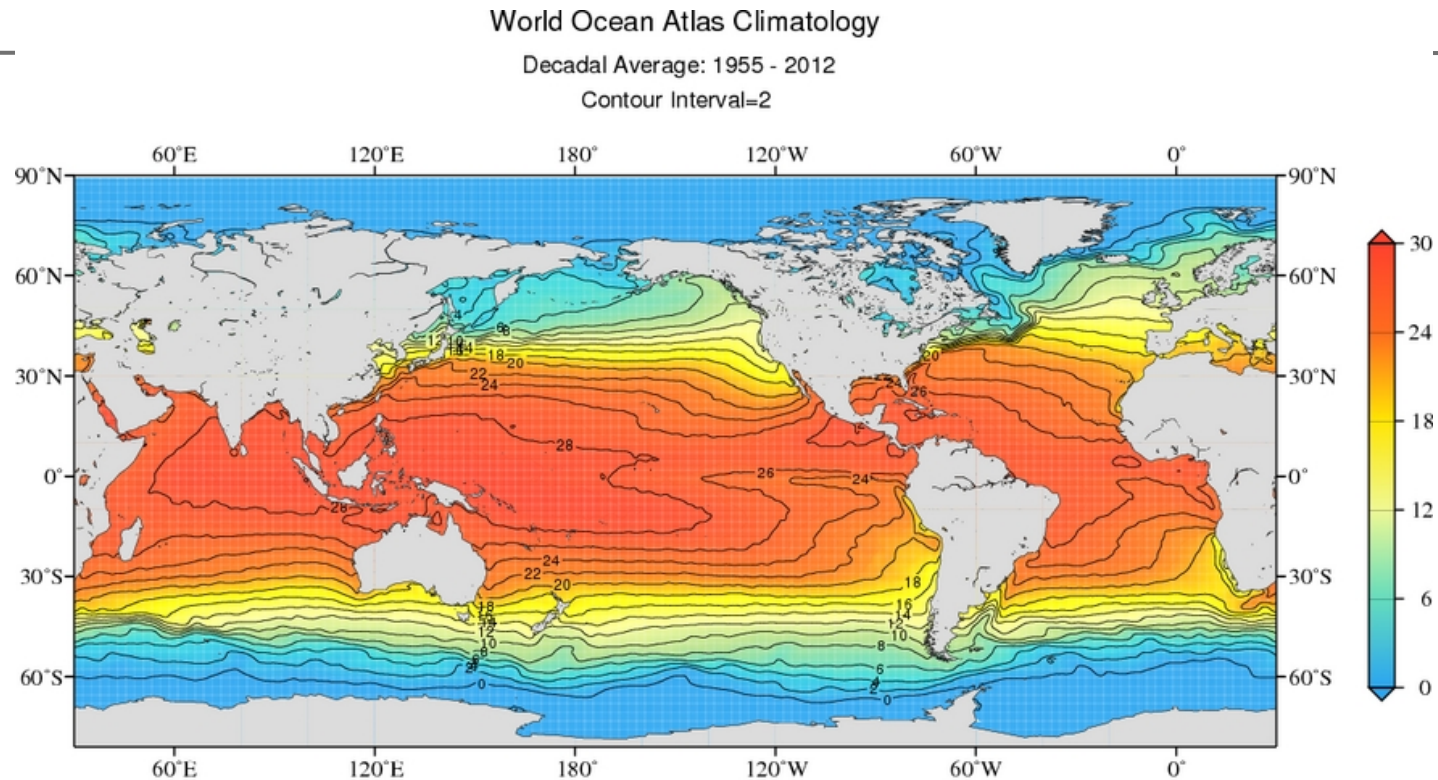 World Ocean Atlas Climatology
Decadal Average: 1955 - 2012
Contour Interval=2
60˚E 120˚E 180˚ 120˚W 60˚W 0˚
90˚N 90˚N
60˚N 60˚N
30˚N 30˚N
0˚ 0˚
30˚S 30˚S
60˚S 60˚S
60˚E 120˚E 180˚ 120˚W 60˚W 0˚
30
24
18
12
6
0
18 20 20
22 26
24
28
26 24
28
24
22 20 18
18 16
14
12 12
10 10
8 8
6
0 0